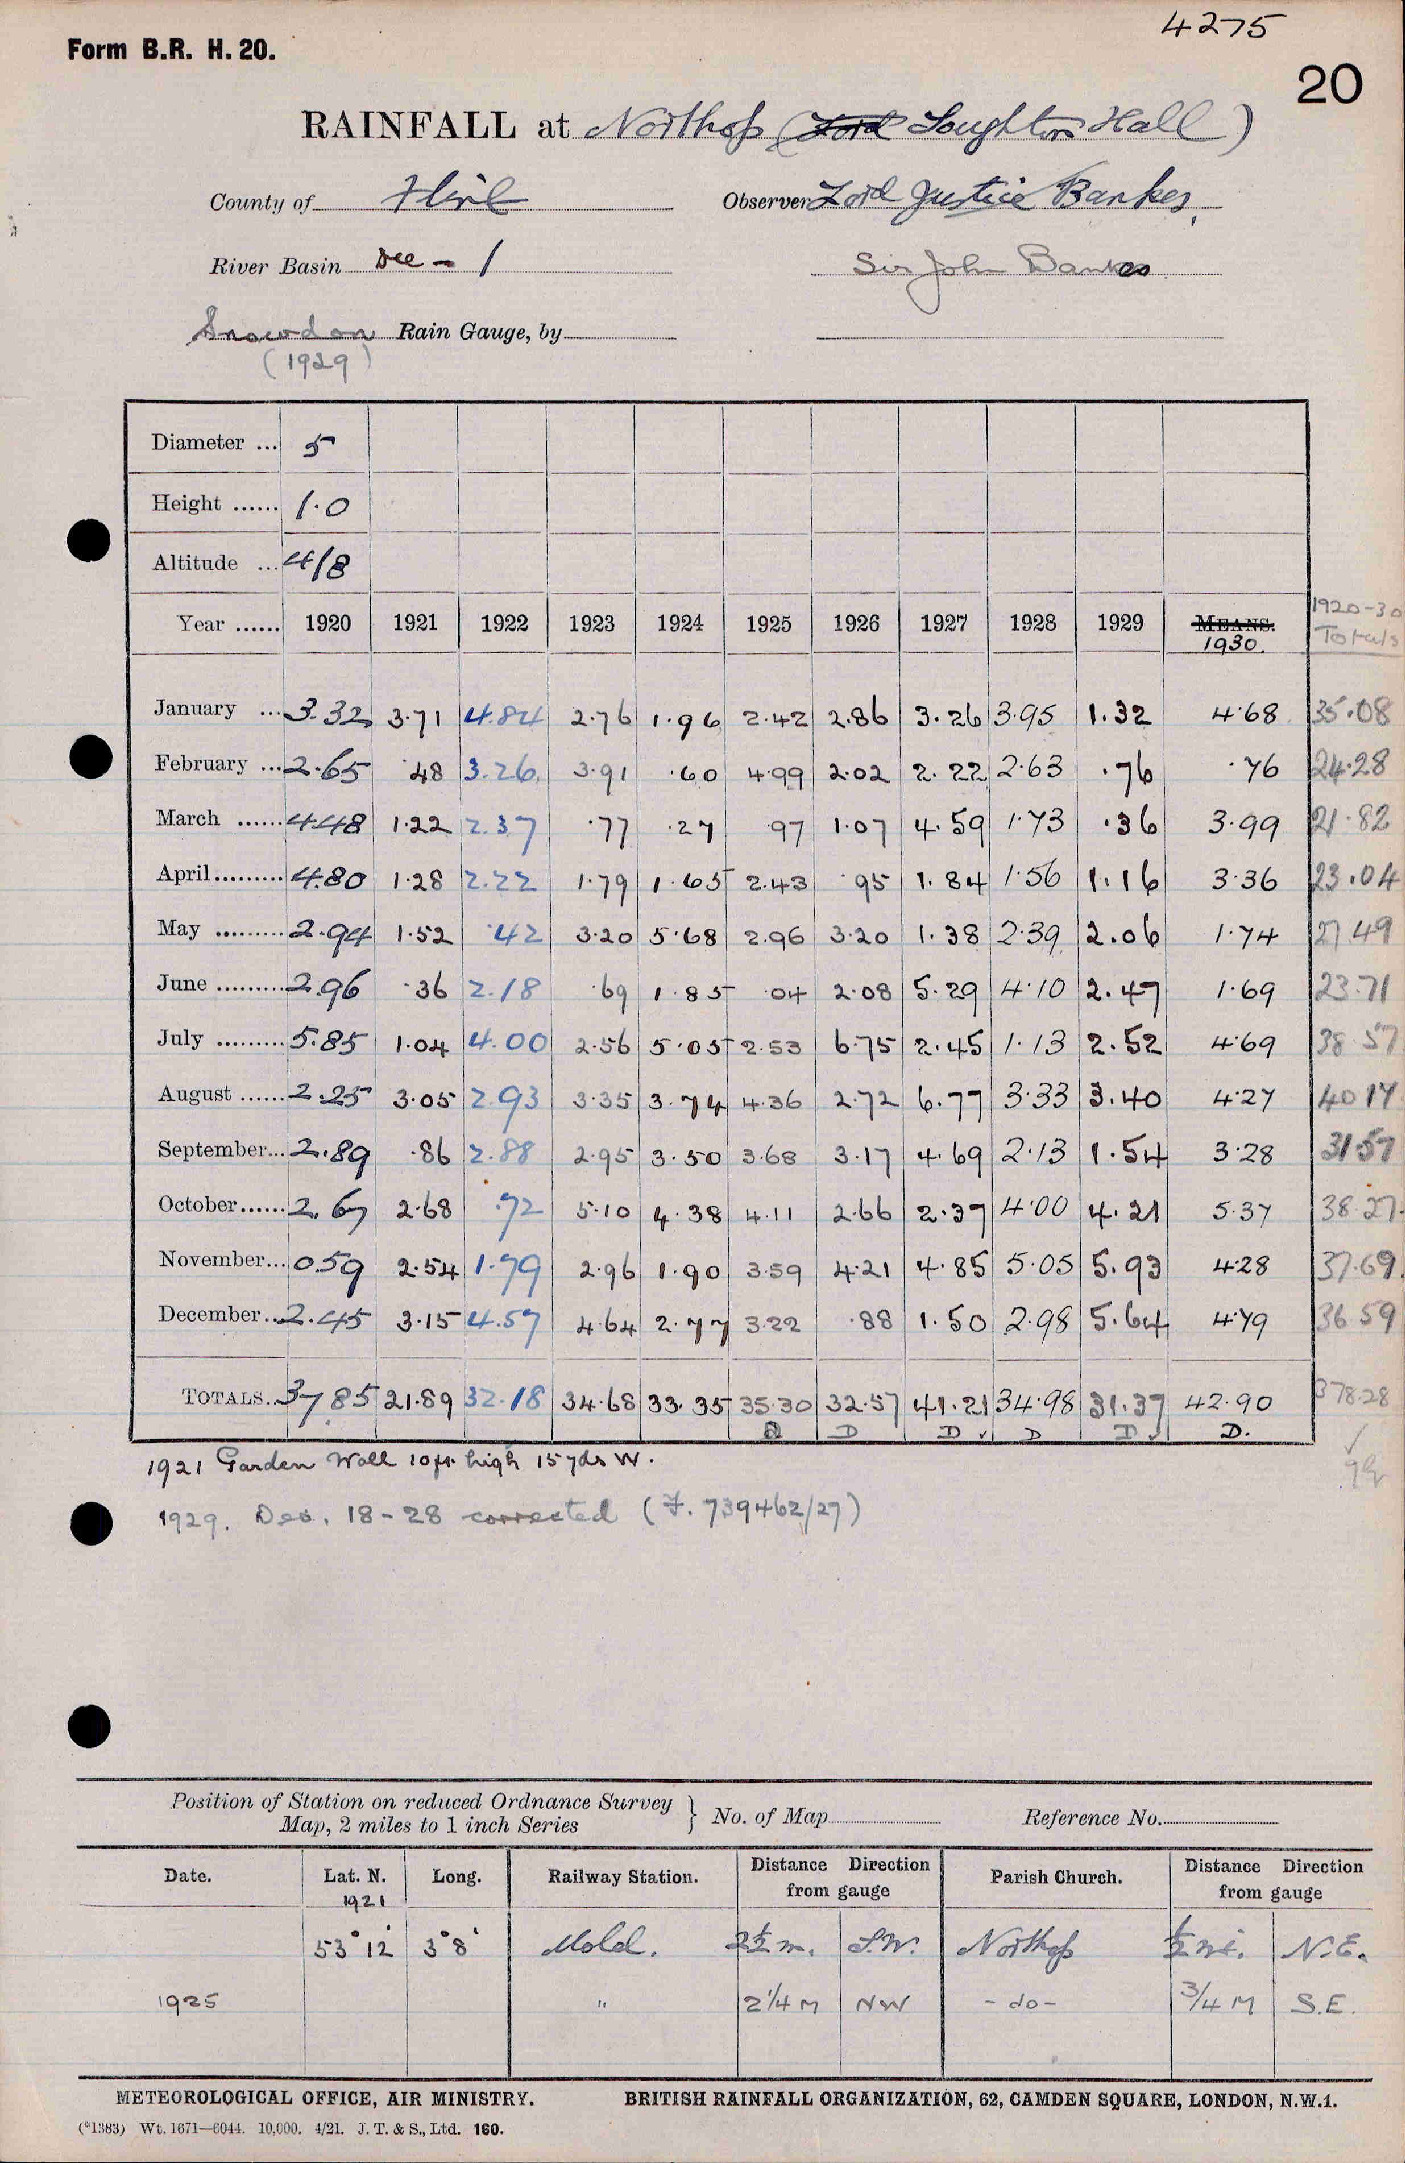 4275
Form B.R. H. 20.
20
RAINFALL at Northop (Lord Soughton Hall)
County of Flint Observer Lord Justice Bankes,
River Basin Dee - 1 Sir John Bankes
Snowdon Rain Gauge, by
(1929)
Diameter ... 5
Height ...... 1.0
Altitude ... 418
1920-30
Year ...... 1920 1921 1922 1923 1924 1925 1926 1927 1928 1929 MEANS. Totals
1930.
January ... 3.32 3.71 4.84 2.76 1.96 2.42 2.86 3.26 3.95 1.32 4.68 35.08
February ... 2.65 .48 3.26 3.91 .60 4.99 2.02 2.22 2.63 .76 .76 24.28
March ...... 4.48 1.22 2.37 .77 .27 .97 1.07 4.59 1.73 .36 3.99 21.82
April......... 4.80 1.28 2.22 1.79 1.65 2.43 .95 1.84 1.56 1.16 3.36 23.04
May ......... 2.94 1.52 .42 3.20 5.68 2.96 3.20 1.38 2.39 2.06 1.74 27.49
June ......... 2.96 .36 2.18 .69 1.85 .04 2.08 5.29 4.10 2.47 1.69 23.71
July ......... 5.85 1.04 4.00 2.56 5.05 2.53 6.75 2.45 1.13 2.52 4.69 38.57
August ...... 2.25 3.05 2.93 3.35 3.74 4.36 2.72 6.77 3.33 3.40 4.27 40.17
September... 2.89 .86 2.88 2.95 3.50 3.68 3.17 4.69 2.13 1.54 3.28 31.57
October...... 2.67 2.68 .72 5.10 4.38 4.11 2.66 2.37 4.00 4.21 5.37 38.27
November... 0.59 2.54 1.79 2.96 1.90 3.59 4.21 4.85 5.05 5.93 4.28 37.69
December... 2.45 3.15 4.57 4.64 2.77 3.22 .88 1.50 2.98 5.64 4.79 36.59
TOTALS.. 37.85 21.89 32.18 34.68 33.35 35.30 32.57 41.21 34.98 31.37 42.90 378.28
D D D D D.
1921 Garden Wall 10ft. high 15 yds W.
1929. Dec. 18-28 corrected (F. 739462/27)
Position of Station on reduced Ordnance Survey
Map, 2 miles to 1 inch Series } No. of Map Reference No.
Date. Lat. N. Long. Railway Station. Distance Direction from gauge Parish Church. Distance Direction from gauge
1921
53° 12' 3° 8' Mold. 2½ m. S.W. Northop ½ mi. N.E.
1925 " 2¼ M NW - do - ¾ M S.E.
METEOROLOGICAL OFFICE, AIR MINISTRY. BRITISH RAINFALL ORGANIZATION, 62, CAMDEN SQUARE, LONDON, N.W.1.
(*1383) Wt. 1671—6044. 10,000. 4/21. J. T. & S., Ltd. 160.